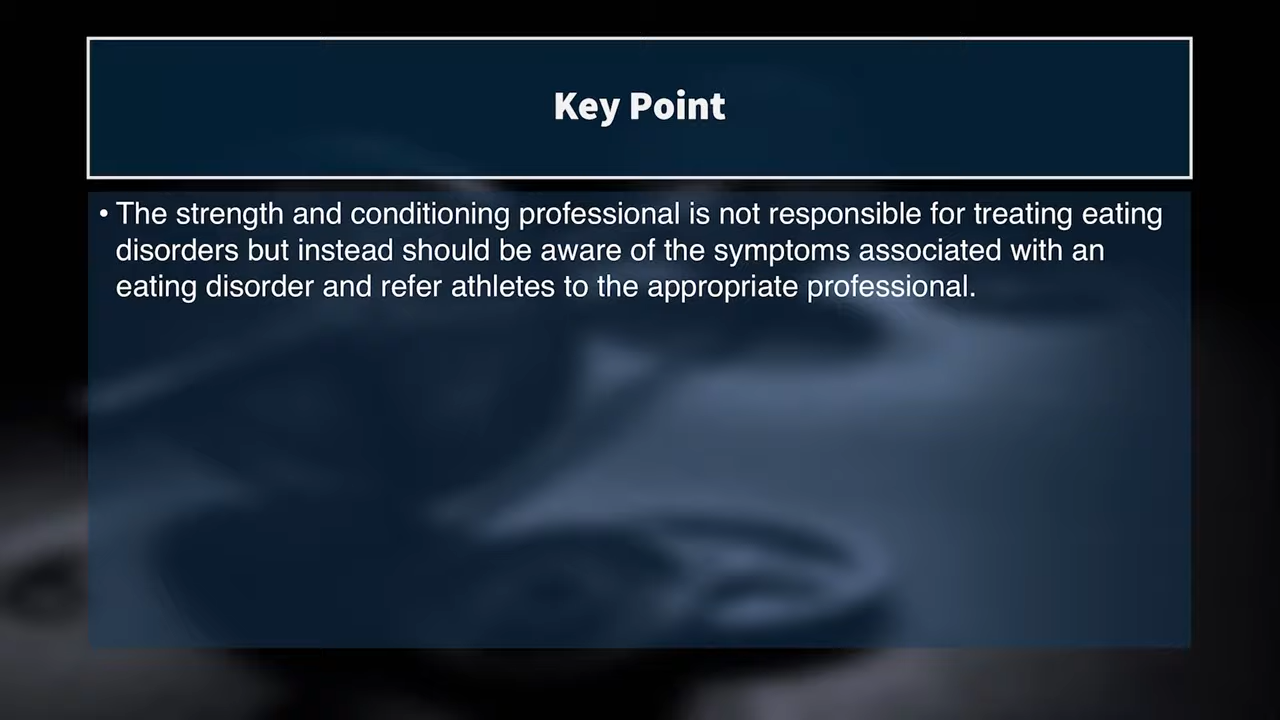 Key Point
• The strength and conditioning professional is not responsible for treating eating
disorders but instead should be aware of the symptoms associated with an
eating disorder and refer athletes to the appropriate professional.